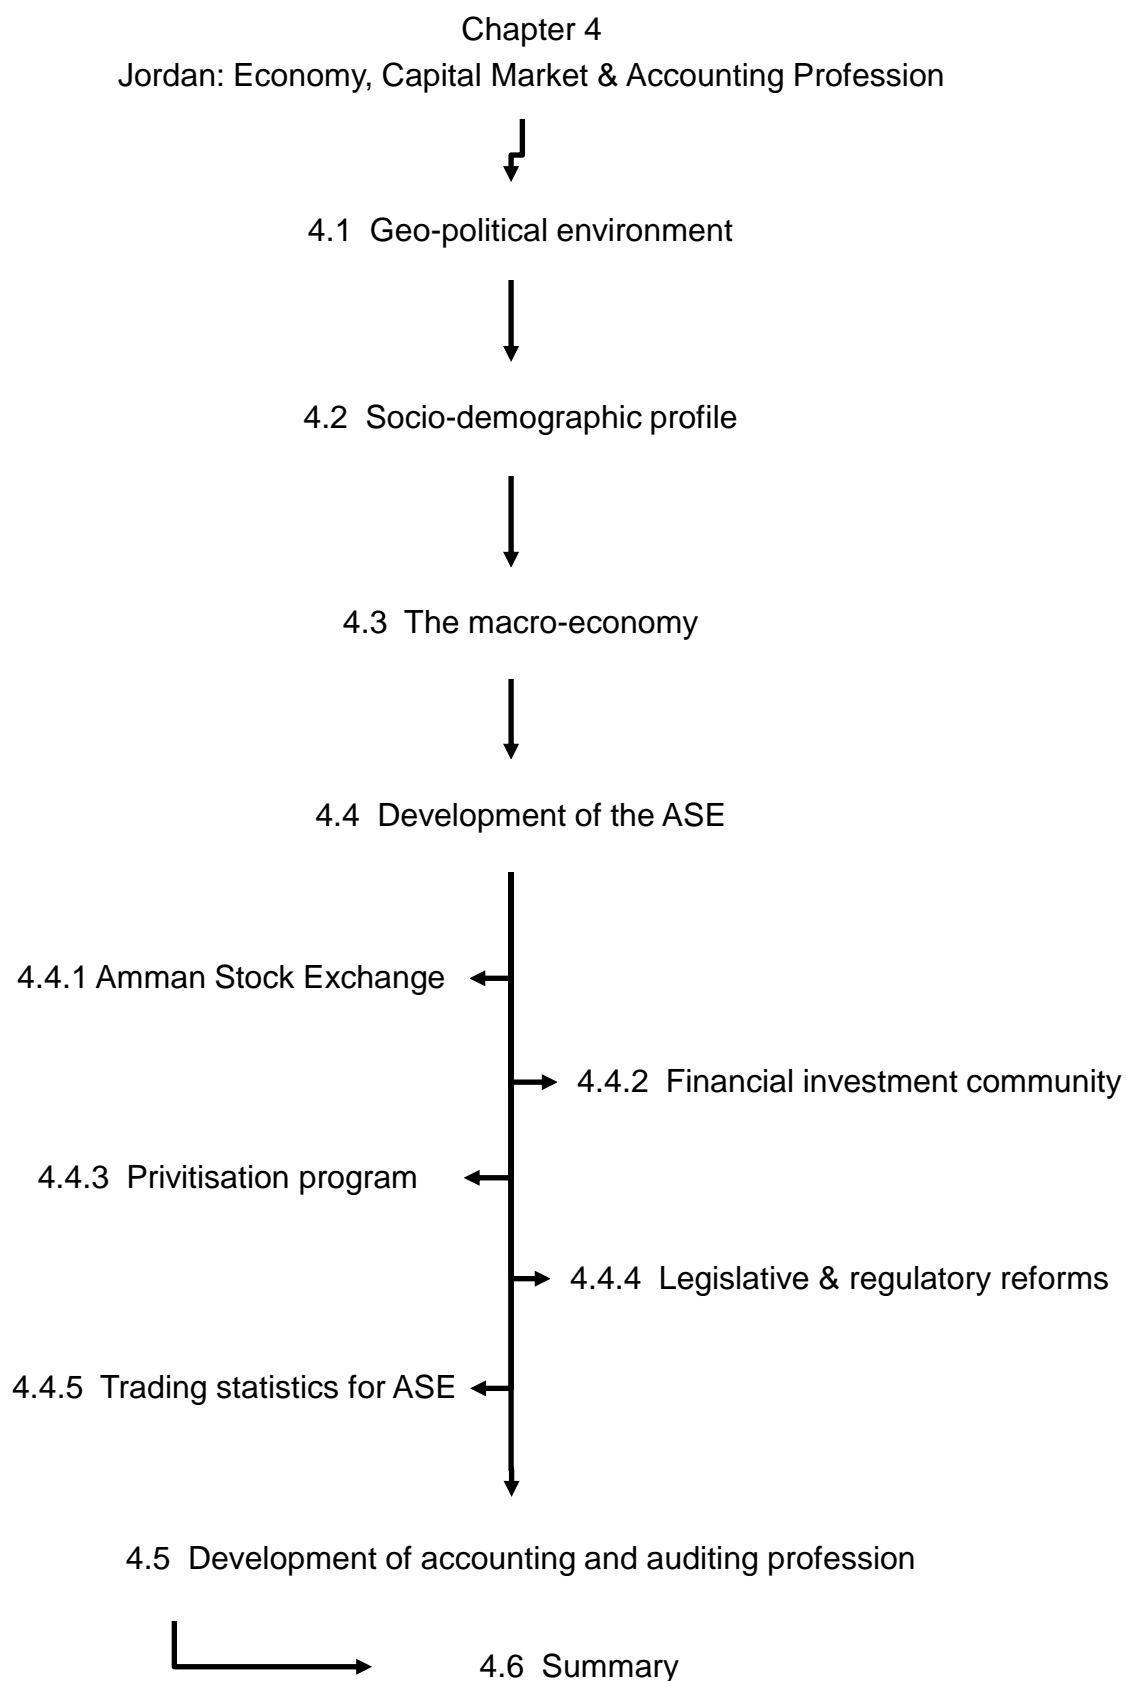 Chapter 4
Jordan: Economy, Capital Market & Accounting Profession
4.1 Geo-political environment
4.2 Socio-demographic profile
4.3 The macro-economy
4.4 Development of the ASE
4.4.1 Amman Stock Exchange
4.4.2 Financial investment community
4.4.3 Privitisation program
4.4.4 Legislative & regulatory reforms
4.4.5 Trading statistics for ASE
4.5 Development of accounting and auditing profession
4.6 Summary